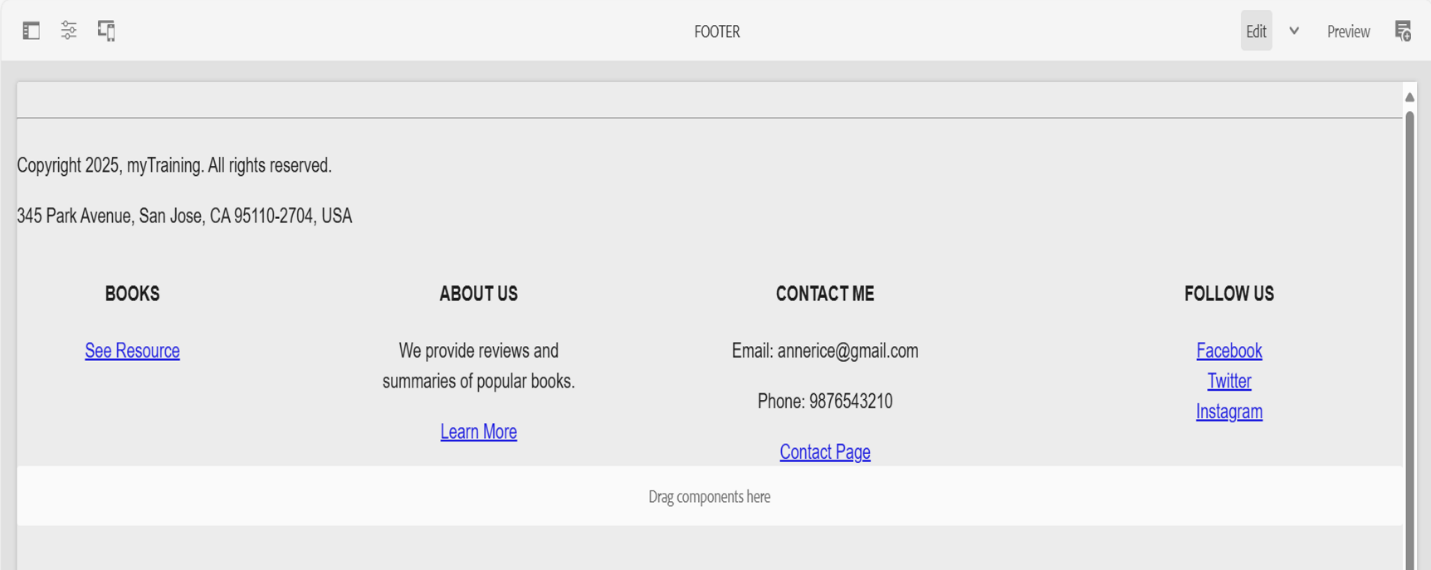 FOOTER
Edit
Preview
Copyright 2025, myTraining. All rights reserved.
345 Park Avenue, San Jose, CA 95110-2704, USA
BOOKS
See Resource
ABOUT US
We provide reviews and
summaries of popular books.
Learn More
CONTACT ME
Email: annerice@gmail.com
Phone: 9876543210
Contact Page
FOLLOW US
Facebook
Twitter
Instagram
Drag components here